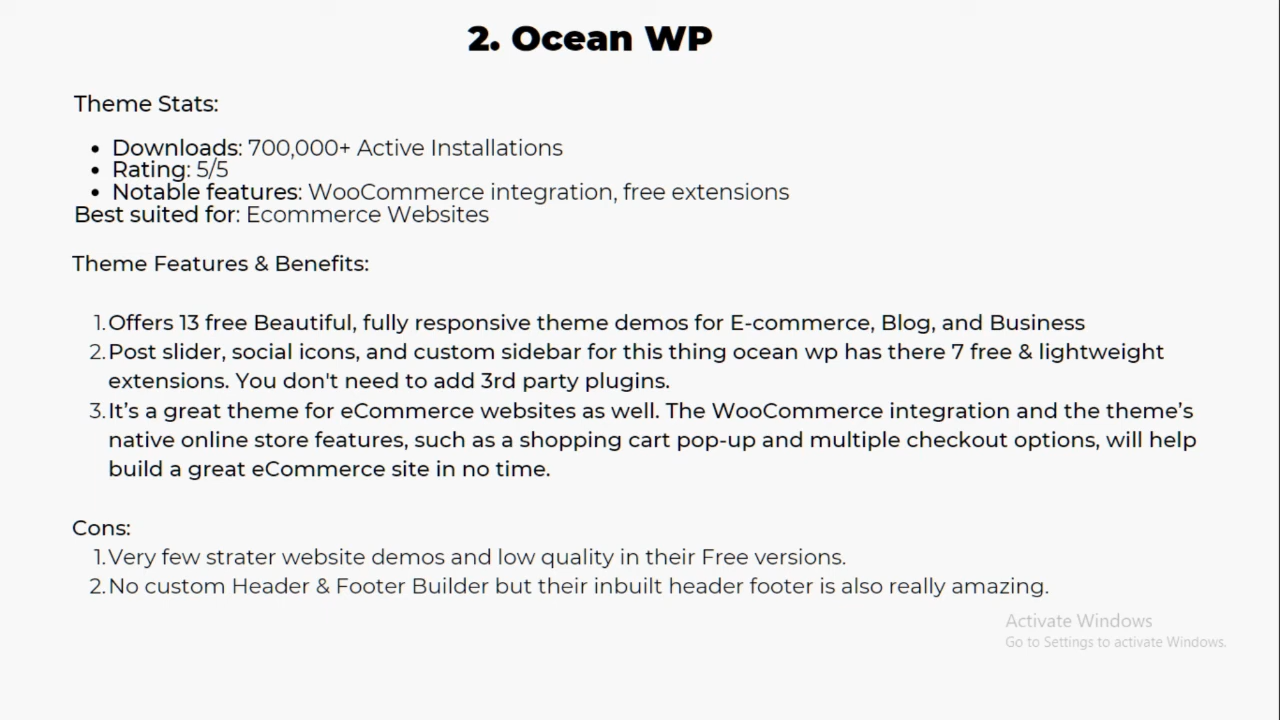 2. Ocean WP
Theme Stats:
• Downloads: 700,000+ Active Installations
• Rating: 5/5
• Notable features: WooCommerce integration, free extensions
Best suited for: Ecommerce Websites
Theme Features & Benefits:
1. Offers 13 free Beautiful, fully responsive theme demos for E-commerce, Blog, and Business
2. Post slider, social icons, and custom sidebar for this thing ocean wp has there 7 free & lightweight
extensions. You don't need to add 3rd party plugins.
3. It’s a great theme for eCommerce websites as well. The WooCommerce integration and the theme’s
native online store features, such as a shopping cart pop-up and multiple checkout options, will help
build a great eCommerce site in no time.
Cons:
1. Very few strater website demos and low quality in their Free versions.
2. No custom Header & Footer Builder but their inbuilt header footer is also really amazing.
Activate Windows
Go to Settings to activate Windows.